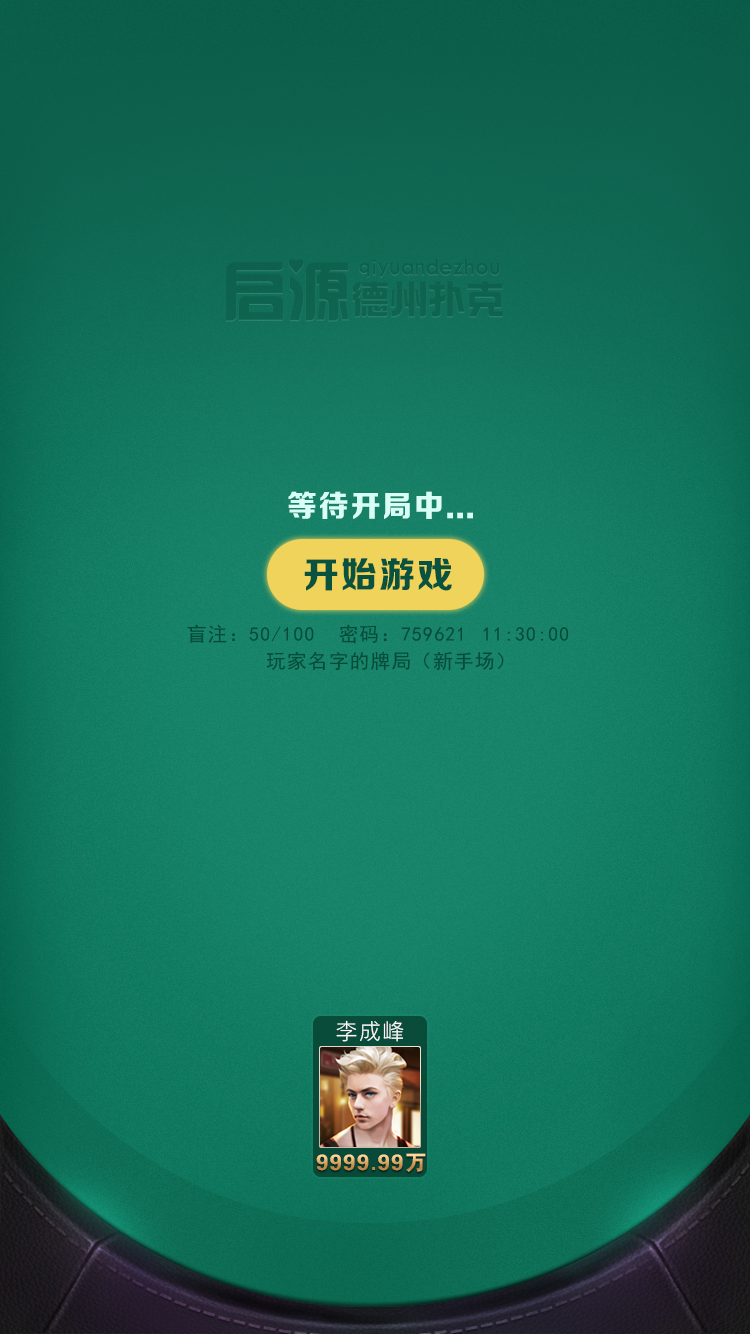 启源 qiyuandezhou
德州扑克
等待开局中...
开始游戏
盲注：50/100 密码：759621 11:30:00
玩家名字的牌局（新手场）
李成峰
9999.99万